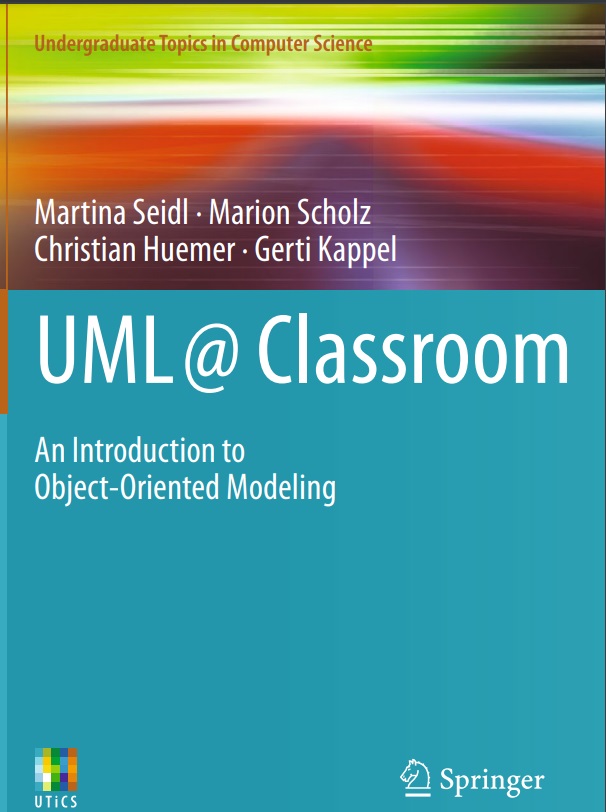 Undergraduate Topics in Computer Science
Martina Seidl · Marion Scholz
Christian Huemer · Gerti Kappel
UML@Classroom
An Introduction to
Object-Oriented Modeling
UTiCS
Springer